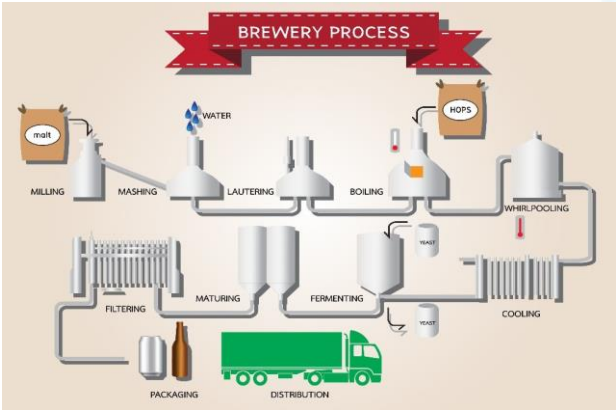 BREWERY PROCESS
malt
WATER
HOPS
MILLING
MASHING
LAUTERING
BOILING
WHIRLPOOLING
YEAST
FILTERING
MATURING
FERMENTING
COOLING
YEAST
PACKAGING
DISTRIBUTION